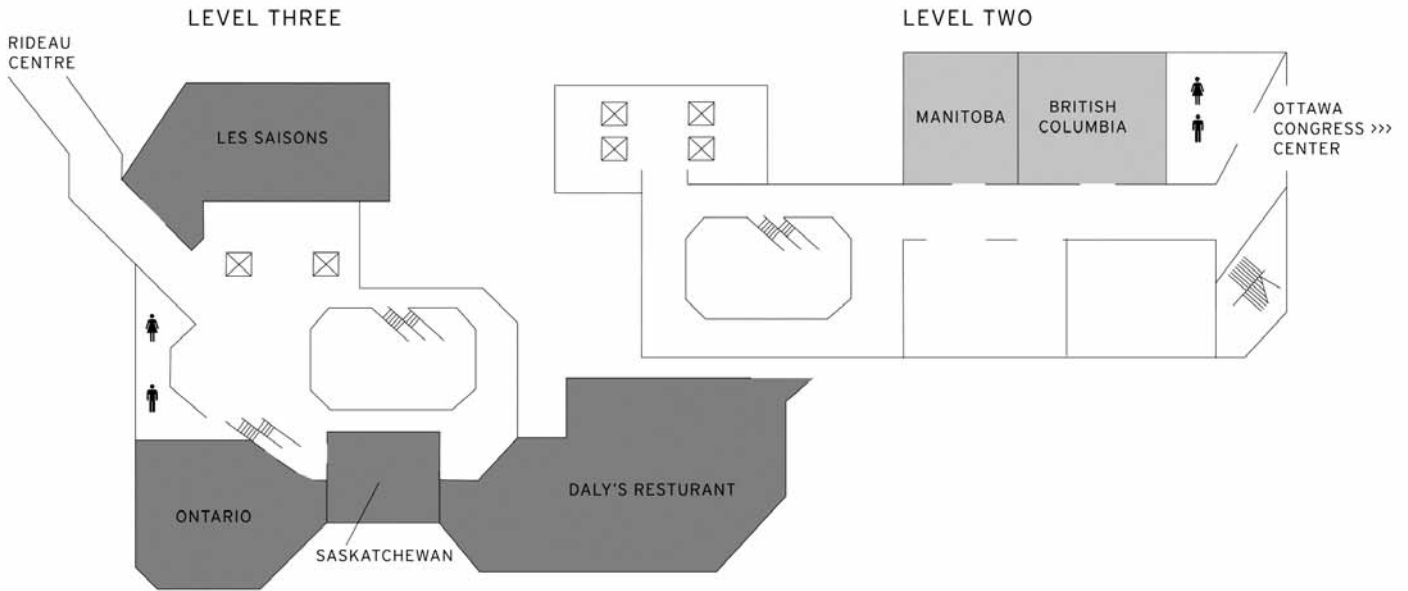 LEVEL THREE
LEVEL TWO
RIDEAU
CENTRE
LES SAISONS
MANITOBA
BRITISH
COLUMBIA
OTTAWA
CONGRESS >>>
CENTER
DALY'S RESTURANT
ONTARIO
SASKATCHEWAN